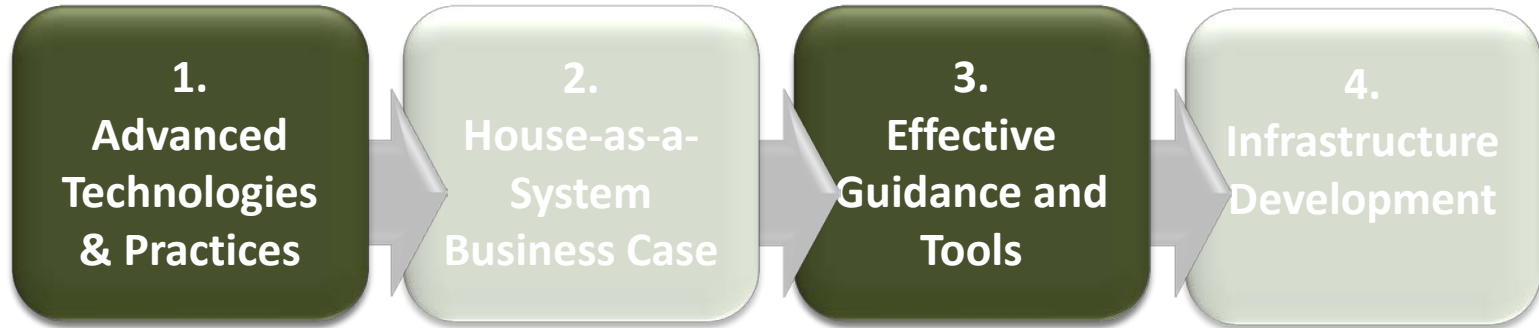 1.
Advanced
Technologies
& Practices
2.
House-as-a-
System
Business Case
3.
Effective
Guidance and
Tools
4.
Infrastructure
Development